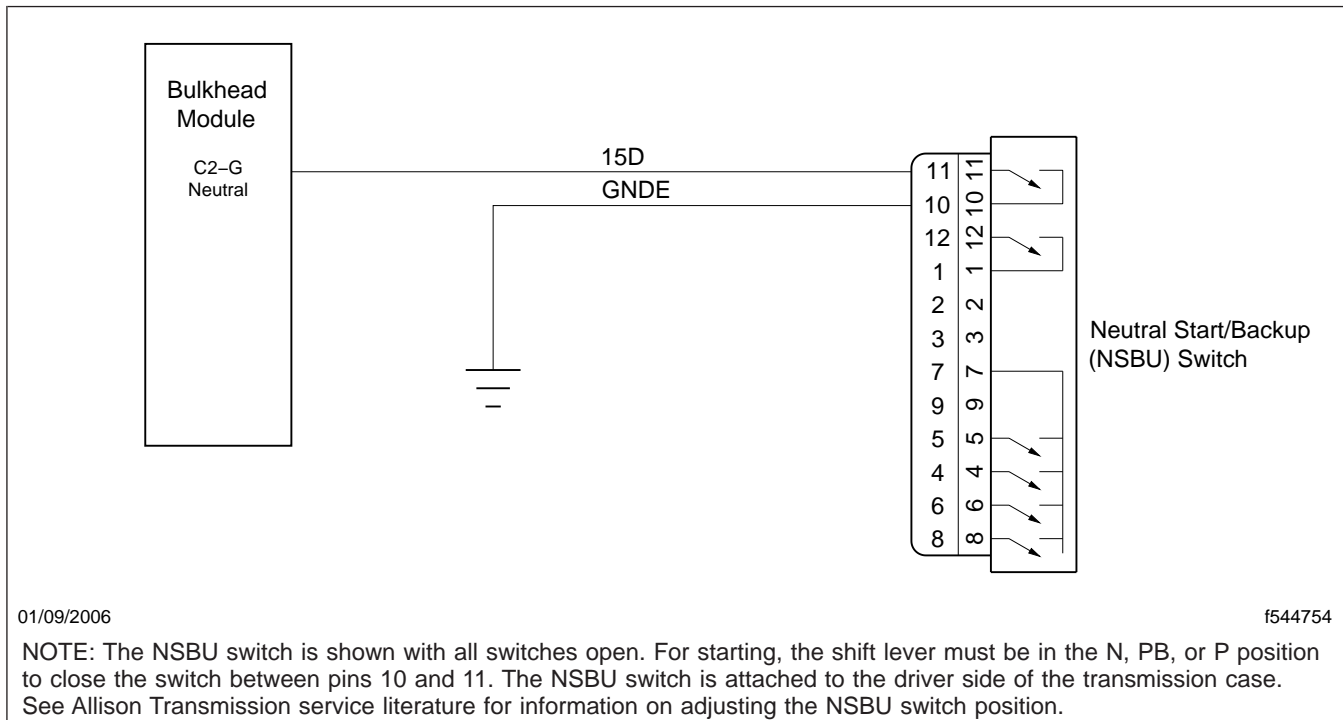 Bulkhead
Module
C2–G
Neutral
15D
GNDE
11 11
10 10
12 12
1 1
2 2
3 3
7 7
9 9
5 5
4 4
6 6
8 8
Neutral Start/Backup
(NSBU) Switch
01/09/2006
f544754
NOTE: The NSBU switch is shown with all switches open. For starting, the shift lever must be in the N, PB, or P position
to close the switch between pins 10 and 11. The NSBU switch is attached to the driver side of the transmission case.
See Allison Transmission service literature for information on adjusting the NSBU switch position.